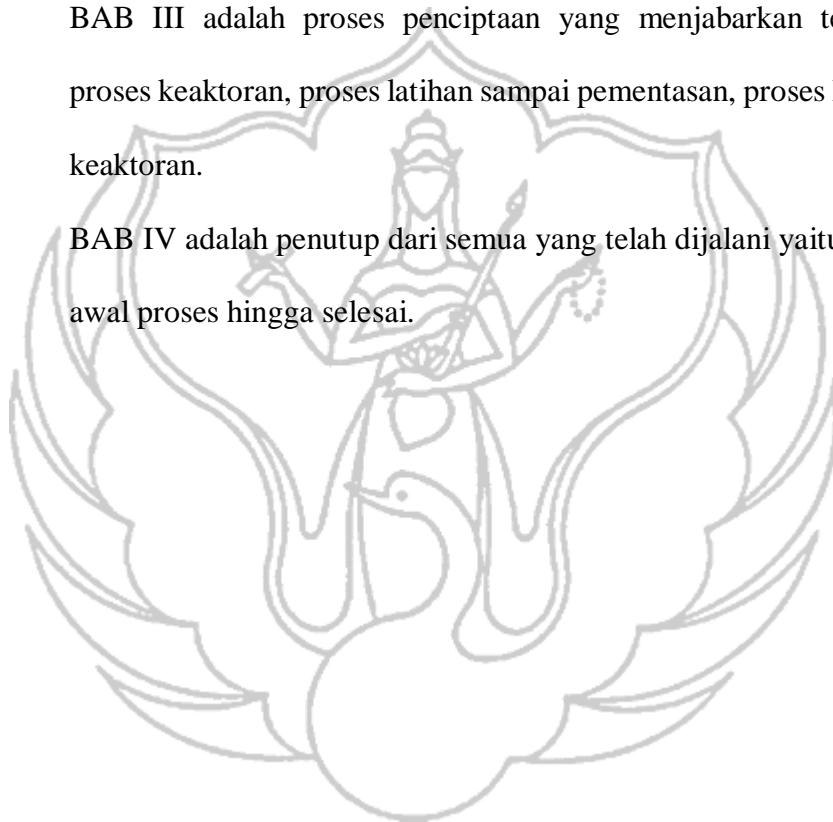 BAB III adalah proses penciptaan yang menjabarkan
proses keaktoran, proses latihan sampai pementasan, proses
keaktoran.
BAB IV adalah penutup dari semua yang telah dijalani yaitu
awal proses hingga selesai.